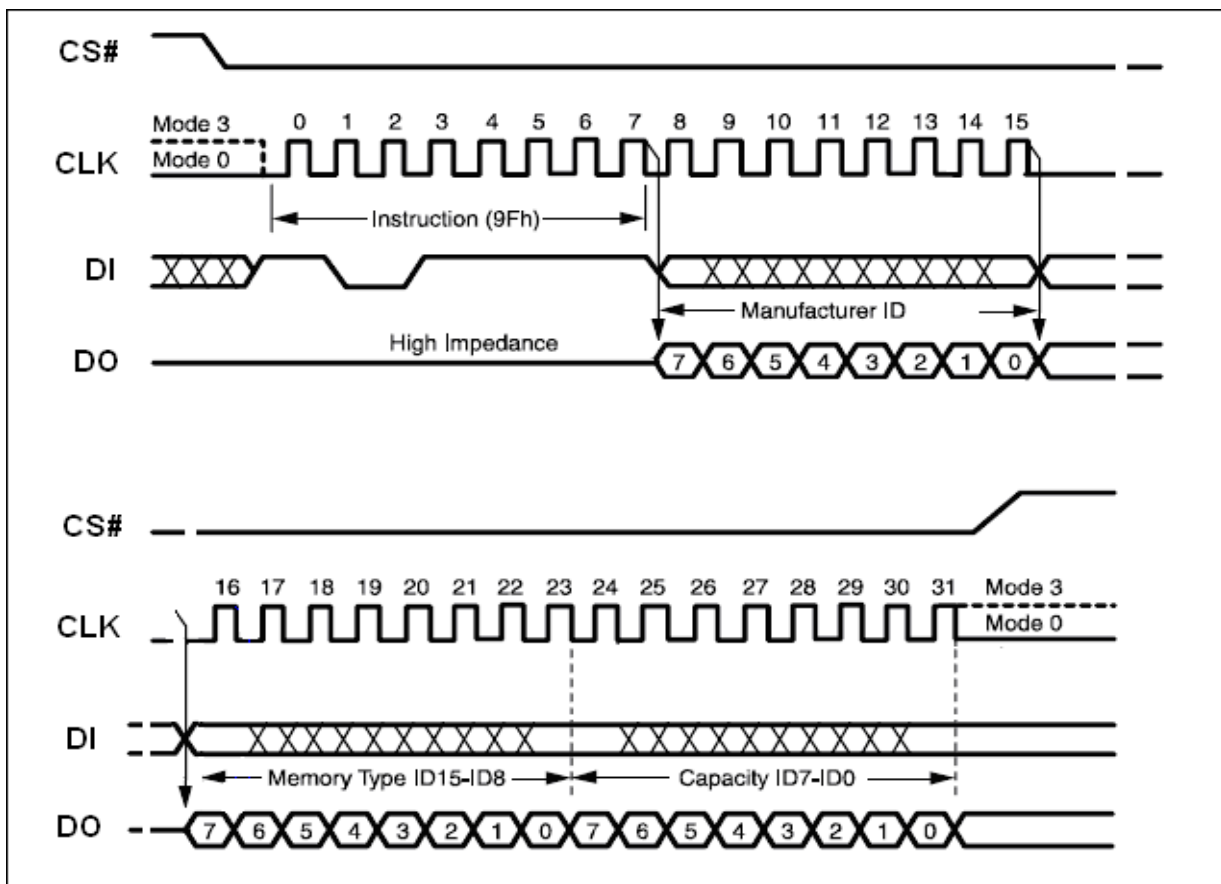 CS#
Mode 3
0 1 2 3 4 5 6 7 8 9 10 11 12 13 14 15
CLK
Mode 0
Instruction (9Fh)
DI
Manufacturer ID
High Impedance
DO
7 6 5 4 3 2 1 0
CS#
16 17 18 19 20 21 22 23 24 25 26 27 28 29 30 31
Mode 3
CLK
Mode 0
DI
Memory Type ID15-ID8
Capacity ID7-ID0
DO
7 6 5 4 3 2 1 0 7 6 5 4 3 2 1 0